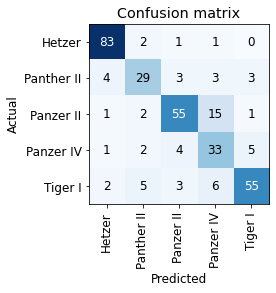 Confusion matrix
Actual
Hetzer 83 2 1 1 0
Panther II 4 29 3 3 3
Panzer II 1 2 55 15 1
Panzer IV 1 2 4 33 5
Tiger I 2 5 3 6 55
Hetzer Panther II Panzer II Panzer IV Tiger I
Predicted